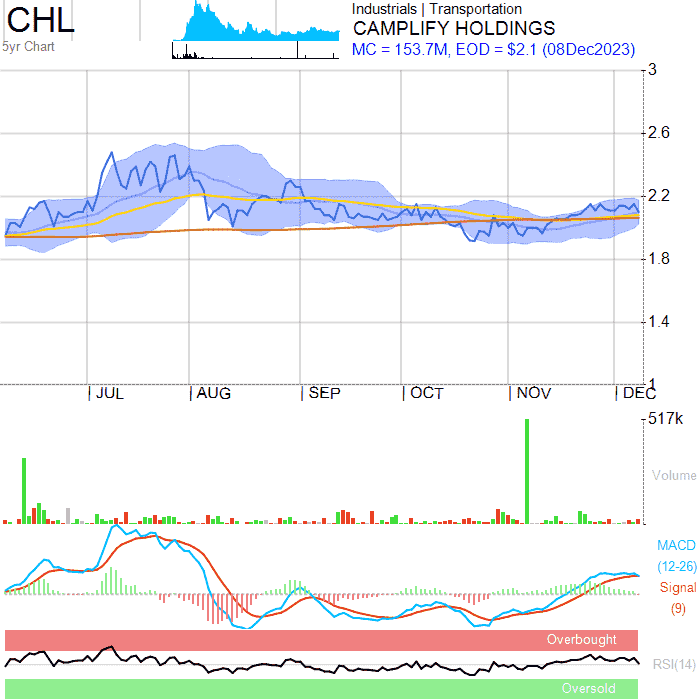 CHL
5yr Chart
Industrials | Transportation
CAMPLIFY HOLDINGS
MC = 153.7M, EOD = $2.1 (08Dec2023)
3
2.6
2.2
1.8
1.4
1
JUL AUG SEP OCT NOV DEC
517k
Volume
MACD
(12-26)
Signal
(9)
Overbought
RSI(14)
Oversold